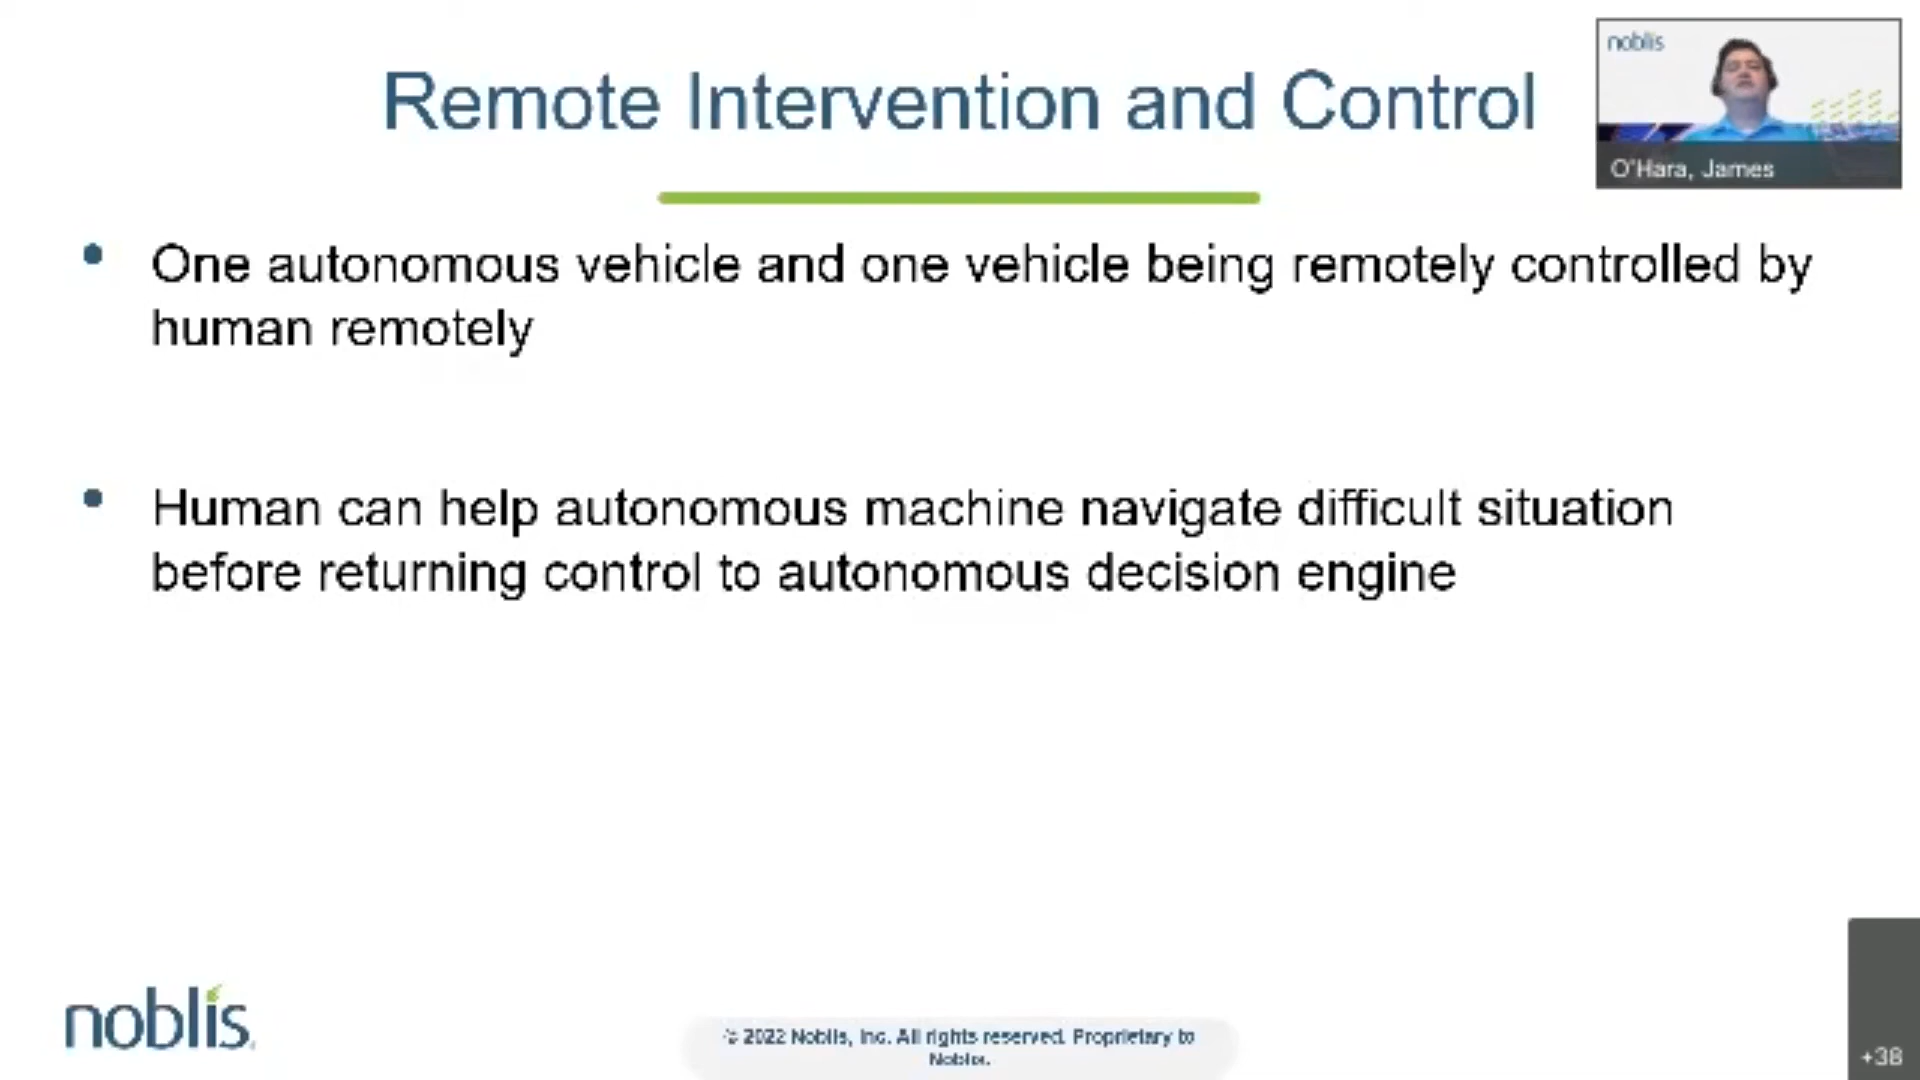 Remote Intervention and Control
noblis
O'Hara, James
• One autonomous vehicle and one vehicle being remotely controlled by
human remotely
• Human can help autonomous machine navigate difficult situation
before returning control to autonomous decision engine
noblis
© 2022 Noblis, Inc. All rights reserved. Proprietary to
Noblis.
+38